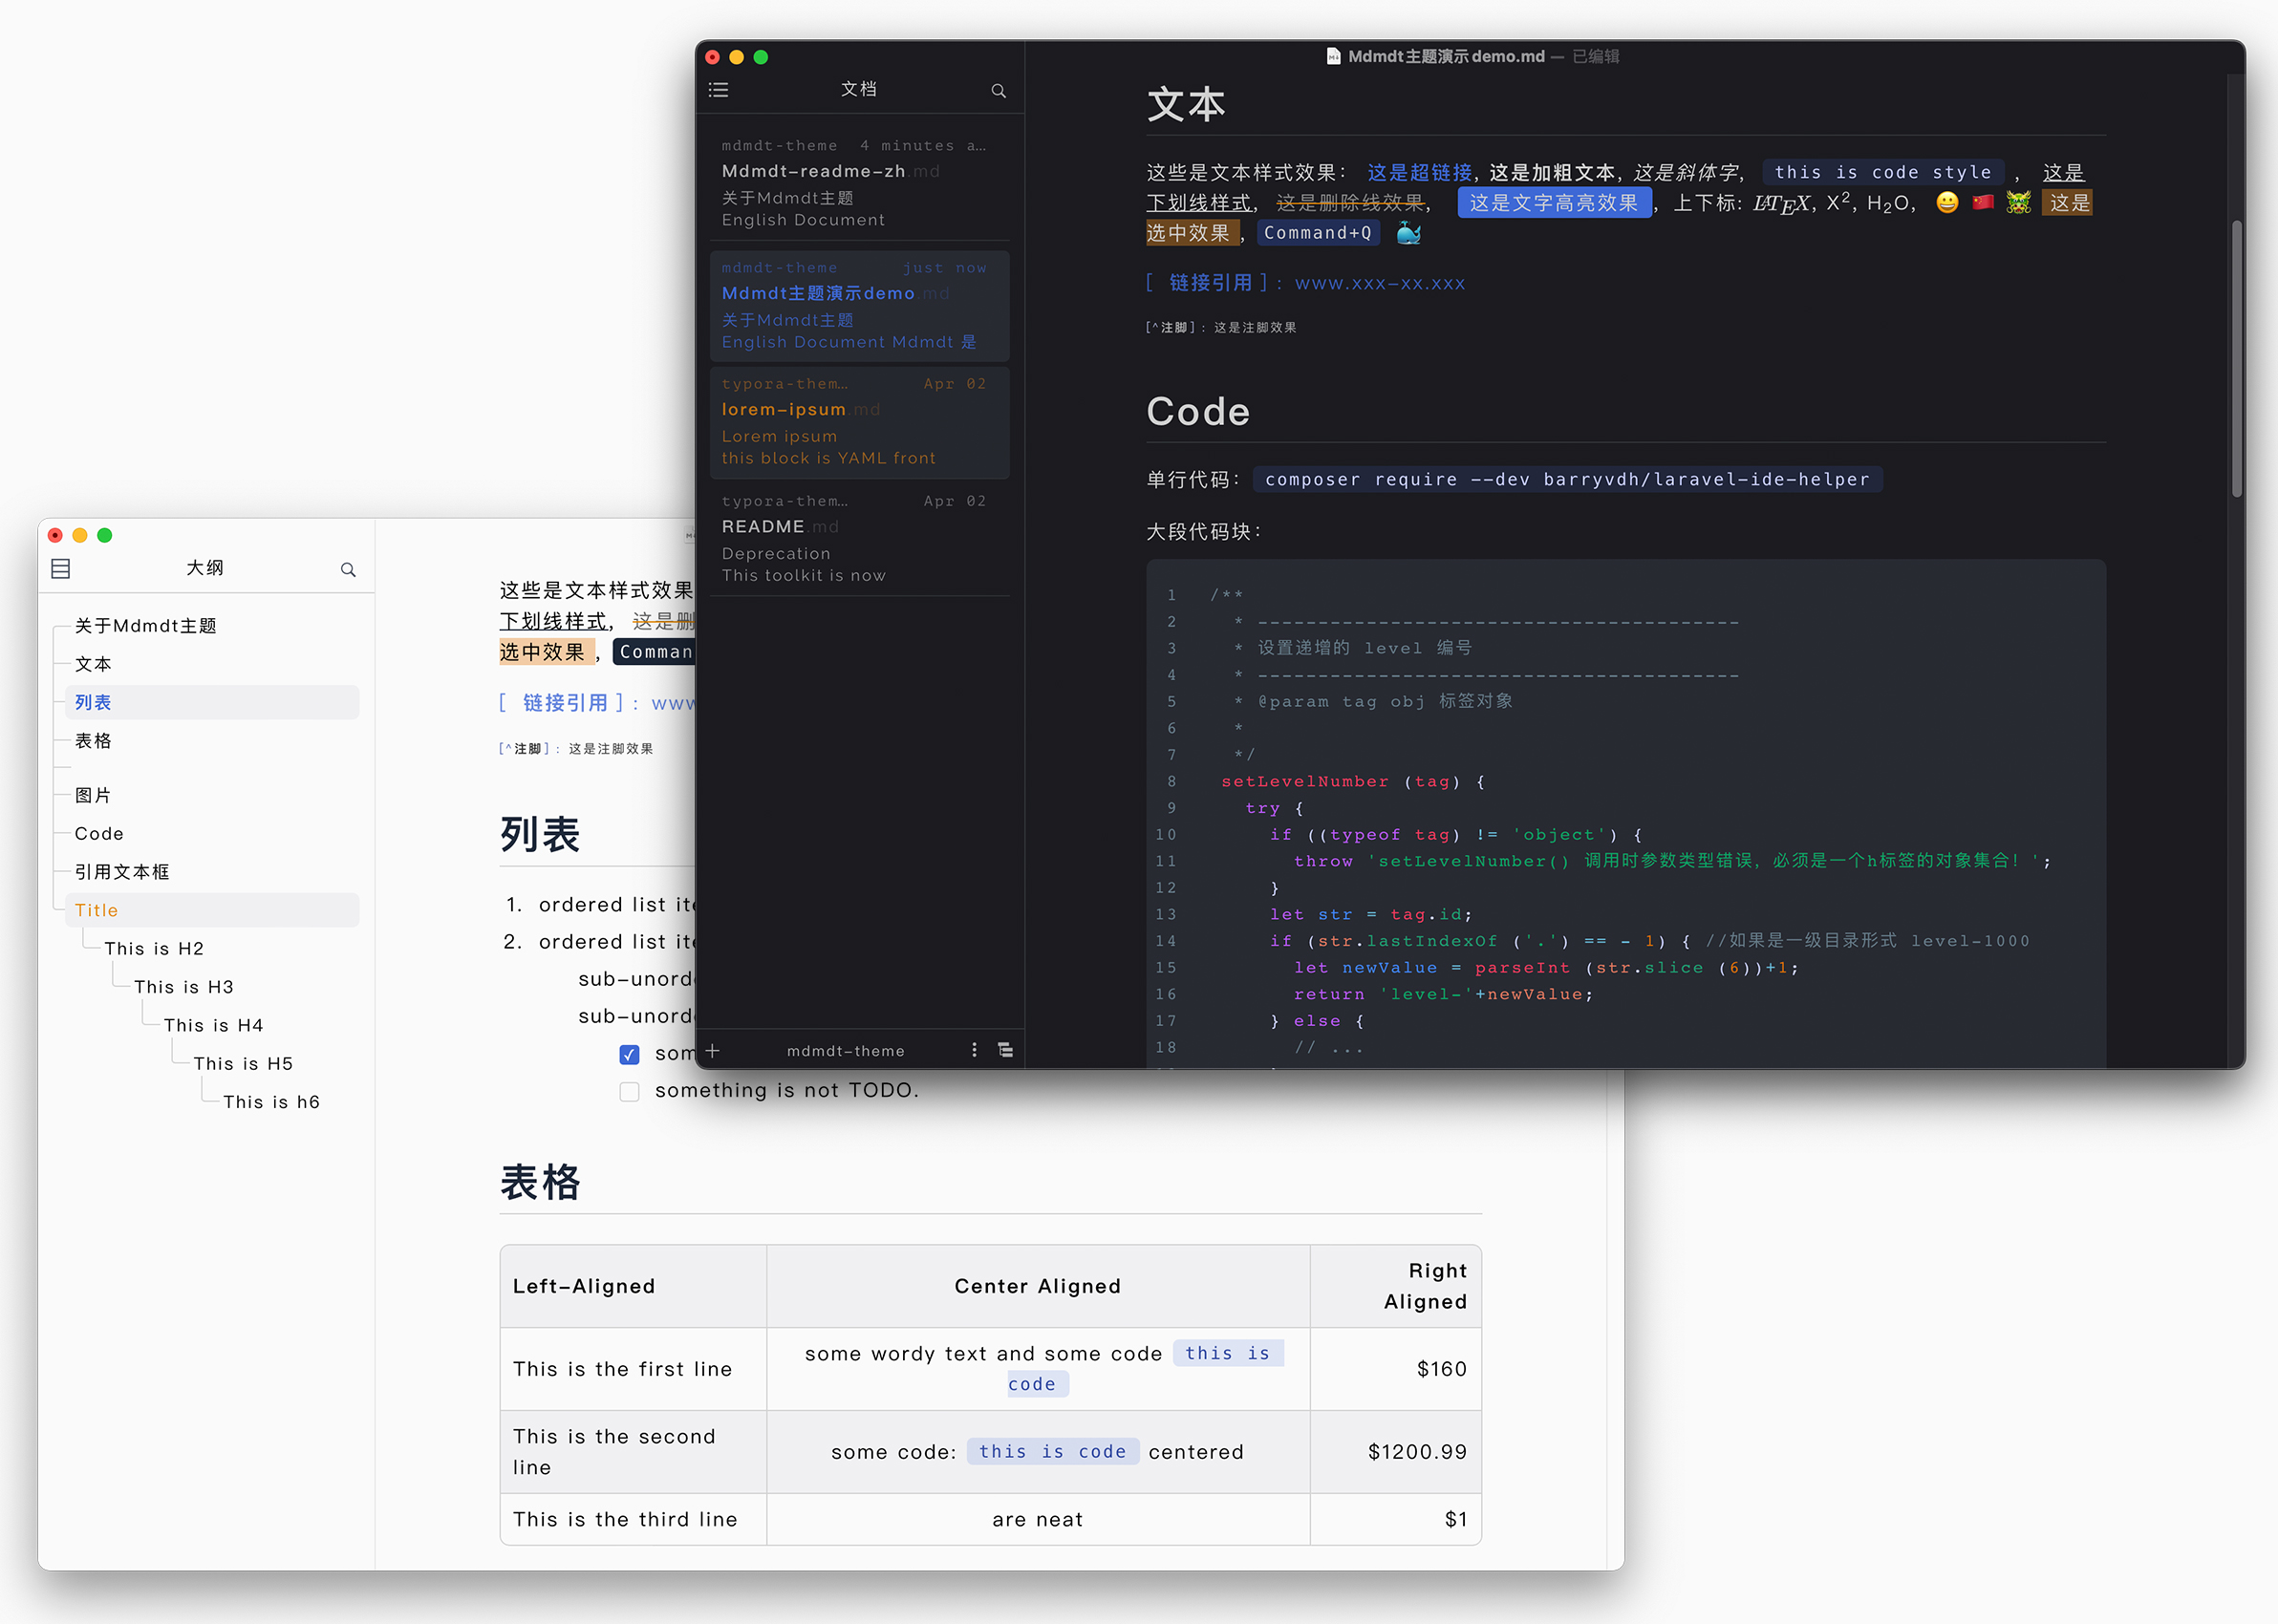 Mdmdt主题演示demo.md — 已编辑
文档
mdmdt-theme 4 minutes a…
Mdmdt-readme-zh.md
关于Mdmdt主题
English Document
mdmdt-theme just now
Mdmdt主题演示demo.md
关于Mdmdt主题
English Document Mdmdt 是
typora-them… Apr 02
lorem-ipsum.md
Lorem ipsum
this block is YAML front
typora-them… Apr 02
README.md
Deprecation
This toolkit is now
mdmdt-theme
文本
这些是文本样式效果： 这是超链接, 这是加粗文本, 这是斜体字, this is code style ， 这是
下划线样式, 这是删除线效果, 这是文字高亮效果 , 上下标: LATEX, X², H₂O, 😀 🇨🇳 🐲 这是
选中效果 , Command+Q 🐳
[ 链接引用 ]: www.xxx-xx.xxx
[^注脚]: 这是注脚效果
Code
单行代码： composer require --dev barryvdh/laravel-ide-helper
大段代码块：
1 /**
2 * ----------------------------------------
3 * 设置递增的 level 编号
4 * ----------------------------------------
5 * @param tag obj 标签对象
6 *
7 */
8 setLevelNumber (tag) {
9 try {
10 if ((typeof tag) != 'object') {
11 throw 'setLevelNumber() 调用时参数类型错误，必须是一个h标签的对象集合！';
12 }
13 let str = tag.id;
14 if (str.lastIndexOf ('.') == - 1) { //如果是一级目录形式 level-1000
15 let newValue = parseInt (str.slice (6))+1;
16 return 'level-'+newValue;
17 } else {
18 // ...
大纲
关于Mdmdt主题
文本
列表
表格
图片
Code
引用文本框
Title
This is H2
This is H3
This is H4
This is H5
This is h6
这些是文本样式效果
下划线样式, 这是删
选中效果 , Comman
[ 链接引用 ]: www
[^注脚]: 这是注脚效果
列表
1. ordered list ite
2. ordered list ite
sub-unord
sub-unord
som
something is not TODO.
表格
Left-Aligned Center Aligned Right
Aligned
This is the first line some wordy text and some code this is
code $160
This is the second
line some code: this is code centered $1200.99
This is the third line are neat $1